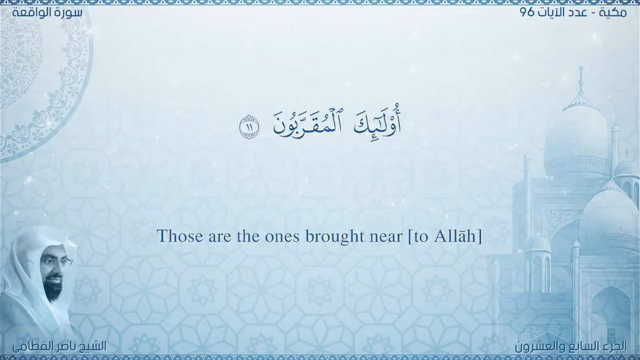 مكية - عدد الآيات 96
سورة الواقعة
أُوْلَٰٓئِكَ ٱلْمُقَرَّبُونَ ١١
Those are the ones brought near [to Allāh]
الجزء السابع والعشرون
الشيخ ناصر القطامي